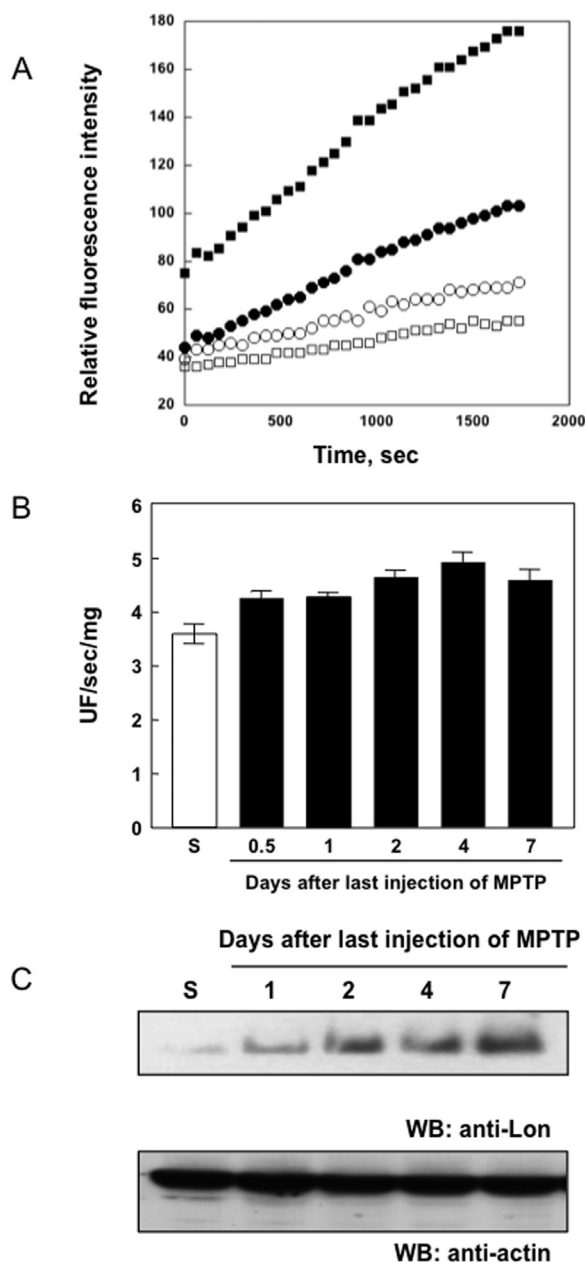 A
Relative fluorescence intensity
180
160
140
120
100
80
60
40
20
0 500 1000 1500 2000
Time, sec
B
UF/sec/mg
6
5
4
3
2
1
0
S 0.5 1 2 4 7
Days after last injection of MPTP
C
Days after last injection of MPTP
S 1 2 4 7
WB: anti-Lon
WB: anti-actin